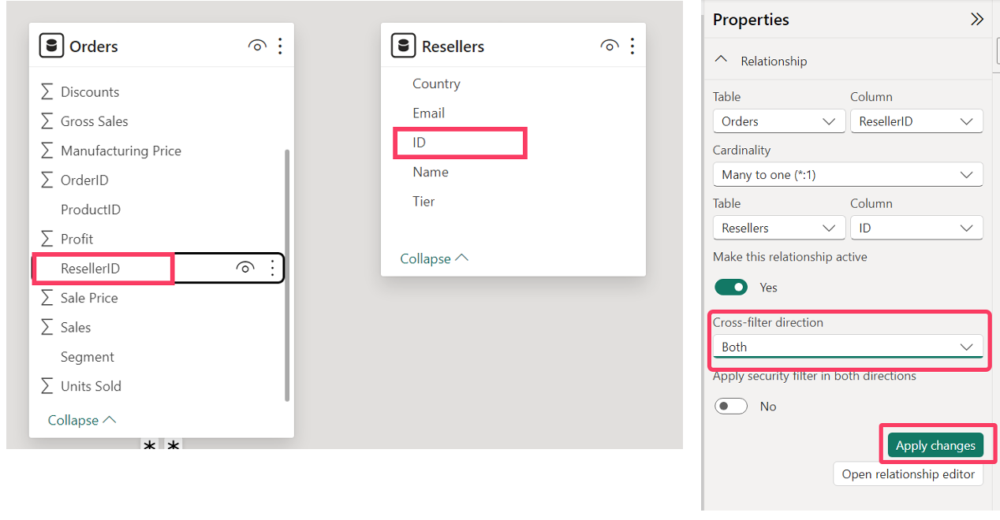 Orders
Discounts
Gross Sales
Manufacturing Price
OrderID
ProductID
Profit
ResellerID
Sale Price
Sales
Segment
Units Sold
Collapse
* *
Resellers
Country
Email
ID
Name
Tier
Collapse
Properties
Relationship
Table Column
Orders ResellerID
Cardinality
Many to one (*:1)
Table Column
Resellers ID
Make this relationship active
Yes
Cross-filter direction
Both
Apply security filter in both directions
No
Apply changes
Open relationship editor